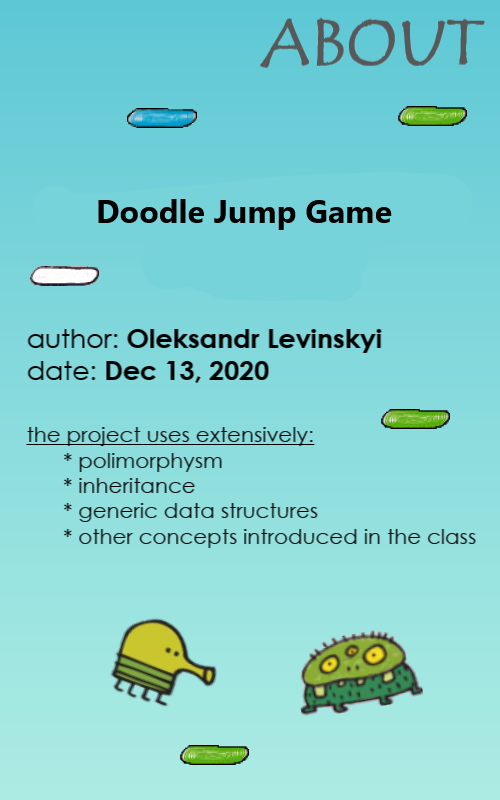 ABOUT
Doodle Jump Game
author: Oleksandr Levinskyi
date: Dec 13, 2020
the project uses extensively:
* polimorphysm
* inheritance
* generic data structures
* other concepts introduced in the class